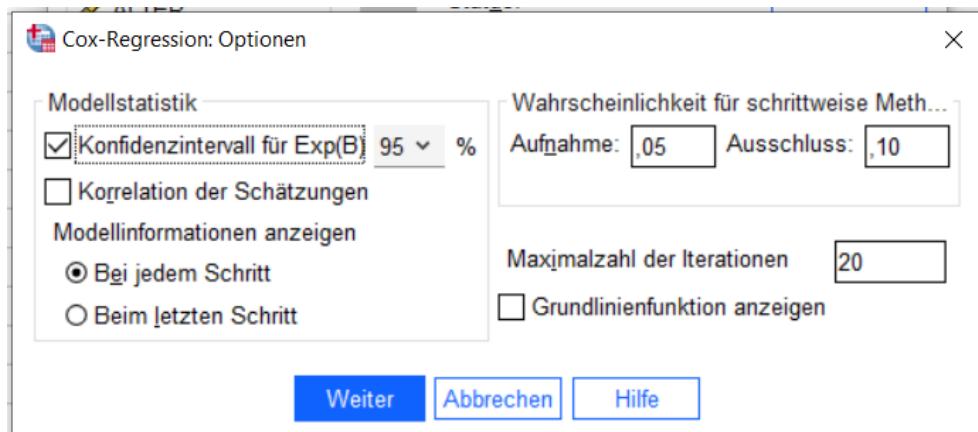 Cox-Regression: Optionen
Modellstatistik
Konfidenzintervall für Exp(B) 95 %
Korrelation der Schätzungen
Modellinformationen anzeigen
Bei jedem Schritt
Beim letzten Schritt
Wahrscheinlichkeit für schrittweise Meth...
Aufnahme: ,05 Ausschluss: ,10
Maximalzahl der Iterationen 20
Grundlinienfunktion anzeigen
Weiter Abbrechen Hilfe